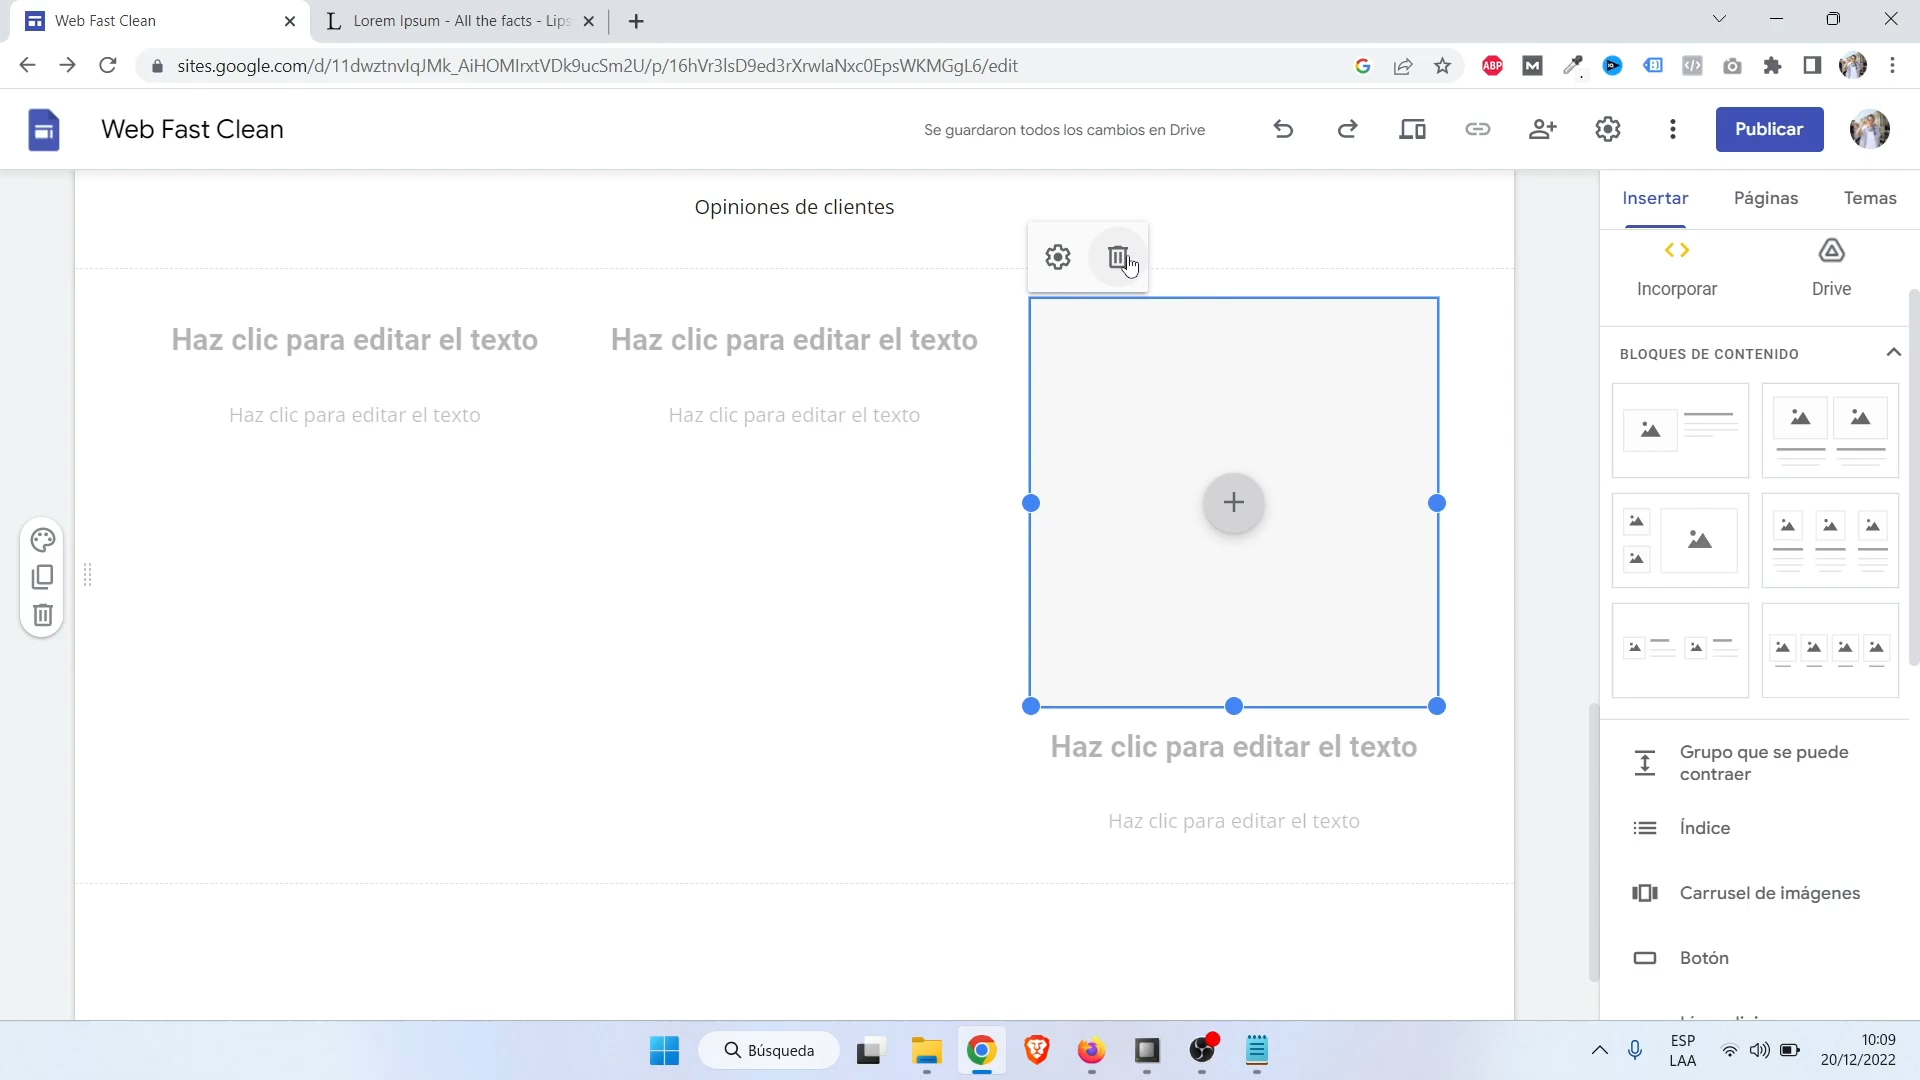 Web Fast Clean
Lorem Ipsum - All the facts - Lips
sites.google.com/d/11dwztnvIqJMk_AiHOMIrxtVDk9ucSm2U/p/16hVr3lsD9ed3rXrwlaNxc0EpsWKMGgL6/edit
ABP
Web Fast Clean
Se guardaron todos los cambios en Drive
Publicar
Opiniones de clientes
Haz clic para editar el texto
Haz clic para editar el texto
Haz clic para editar el texto
Haz clic para editar el texto
Haz clic para editar el texto
Haz clic para editar el texto
Insertar
Páginas
Temas
Incorporar
Drive
BLOQUES DE CONTENIDO
Grupo que se puede
contraer
Índice
Carrusel de imágenes
Botón
Búsqueda
ESP
LAA
10:09
20/12/2022